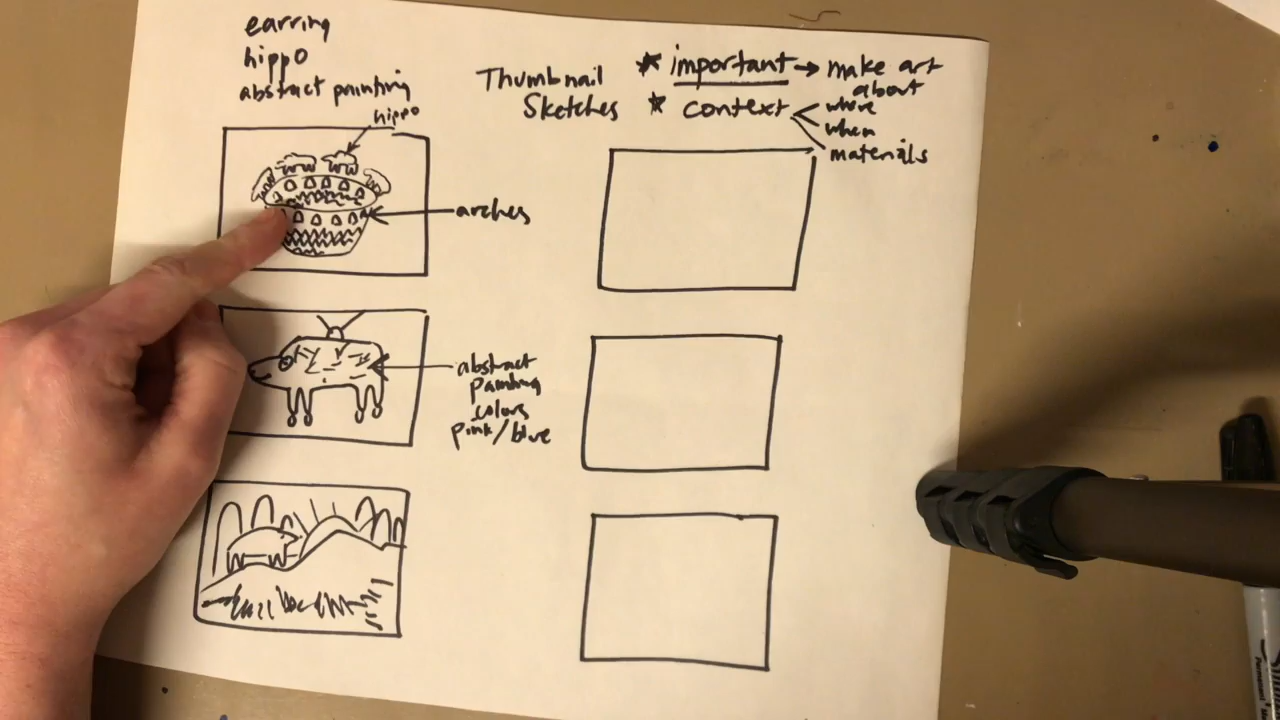 earring
hippo
abstract painting
hippo
arches
abstract
painting
colors
pink/blue
Thumbnail
Sketches
* important → make art
about
* context
where
when
materials